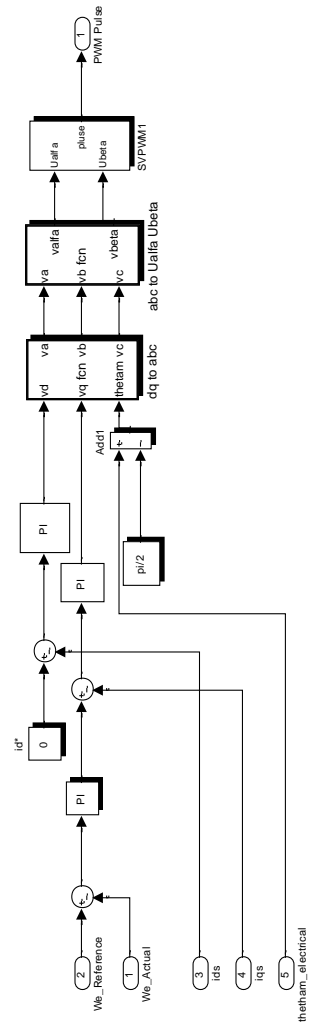 1
PWM Pulse
Ualfa
pluse
Ubeta
SVPWM1
valfa
va
vb fcn
vbeta
vc
abc to Ualfa Ubeta
va
vd
vq fcn vb
thetam vc
dq to abc
Add1
+
-
PI
PI
pi/2
+
-
+
-
id*
0
PI
+
-
2
We_Reference
1
We_Actual
3
ids
4
iqs
5
thetham_electrical